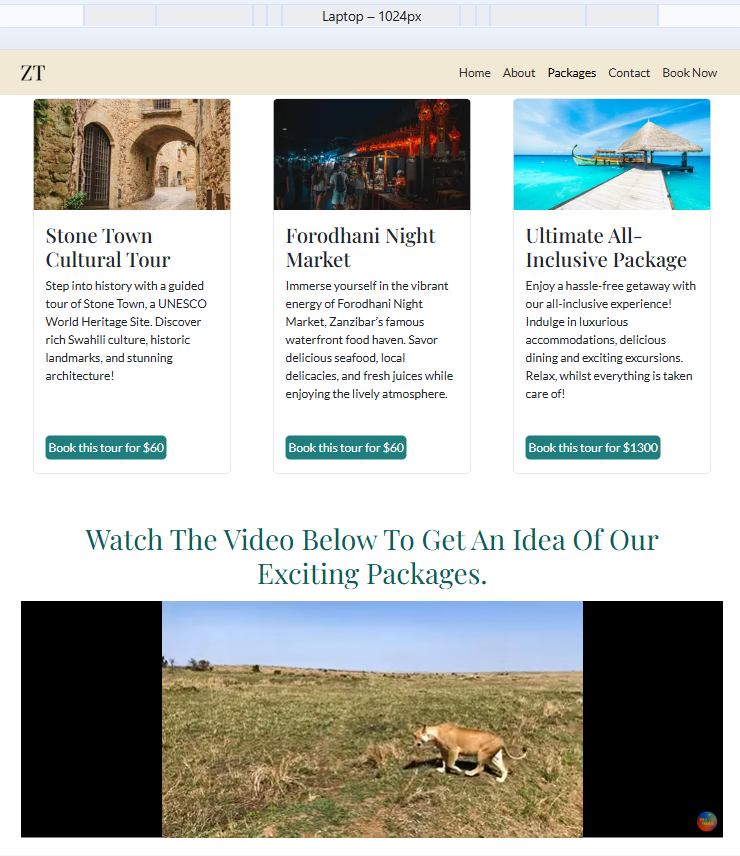 Laptop – 1024px
ZT
Home About Packages Contact Book Now
Stone Town
Cultural Tour
Step into history with a guided
tour of Stone Town, a UNESCO
World Heritage Site. Discover
rich Swahili culture, historic
landmarks, and stunning
architecture!
Book this tour for $60
Forodhani Night
Market
Immerse yourself in the vibrant
energy of Forodhani Night
Market, Zanzibar’s famous
waterfront food haven. Savor
delicious seafood, local
delicacies, and fresh juices while
enjoying the lively atmosphere.
Book this tour for $60
Ultimate All-
Inclusive Package
Enjoy a hassle-free getaway with
our all-inclusive experience!
Indulge in luxurious
accommodations, delicious
dining and exciting excursions.
Relax, whilst everything is taken
care of!
Book this tour for $1300
Watch The Video Below To Get An Idea Of Our
Exciting Packages.